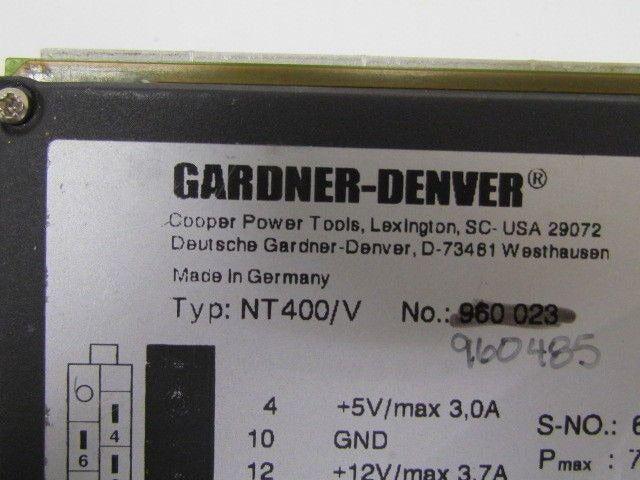 GARDNER-DENVER®
Cooper Power Tools, Lexington, SC- USA 29072
Deutsche Gardner-Denver, D-73461 Westhausen
Made in Germany
Typ: NT400/V No.: 960 023
960485
4 +5V/max 3,0A
S-NO.: 6
4
10 GND
6
Pmax : 7
12 +12V/max 3,7A